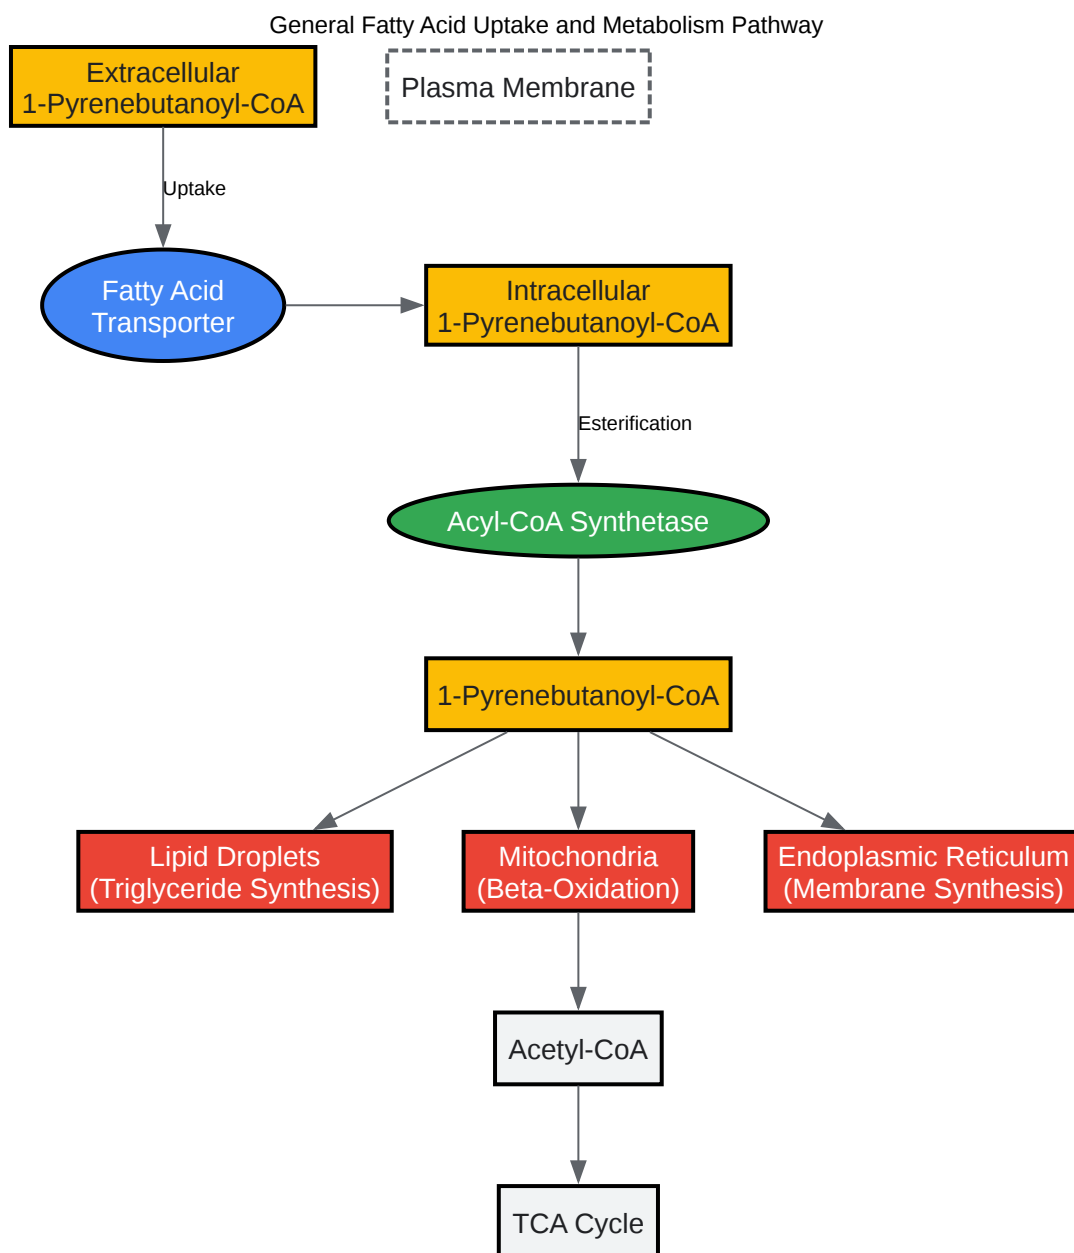 General Fatty Acid Uptake and Metabolism Pathway
Extracellular
1-Pyrenebutanoyl-CoA
Plasma Membrane
Uptake
Fatty Acid
Transporter
Intracellular
1-Pyrenebutanoyl-CoA
Esterification
Acyl-CoA Synthetase
1-Pyrenebutanoyl-CoA
Lipid Droplets
(Triglyceride Synthesis)
Mitochondria
(Beta-Oxidation)
Endoplasmic Reticulum
(Membrane Synthesis)
Acetyl-CoA
TCA Cycle